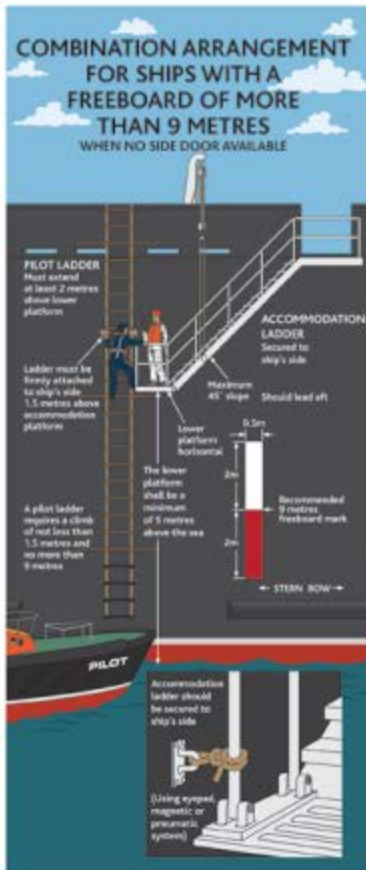 COMBINATION ARRANGEMENT
FOR SHIPS WITH A
FREEBOARD OF MORE
THAN 9 METRES
WHEN NO SIDE DOOR AVAILABLE
PILOT LADDER
Must extend
at least 2 metres
above lower
platform
ACCOMMODATION
LADDER
Secured to
ship's side
Ladder must be
firmly attached
to ship's side
1.5 metres above
accommodation
platform
Maximum
45° slope
Should lead aft
Lower
platform
horizontal
0.5m
2m
2m
Recommended
9 metres
freeboard mark
The lower
platform
shall be a
minimum
of 5 metres
above the sea
A pilot ladder
requires a climb
of not less than
1.5 metres and
no more than
9 metres
STERN BOW
PILOT
Accommodation
ladder should
be secured to
ship's side
(Using eyepad,
magnetic or
pneumatic
system)